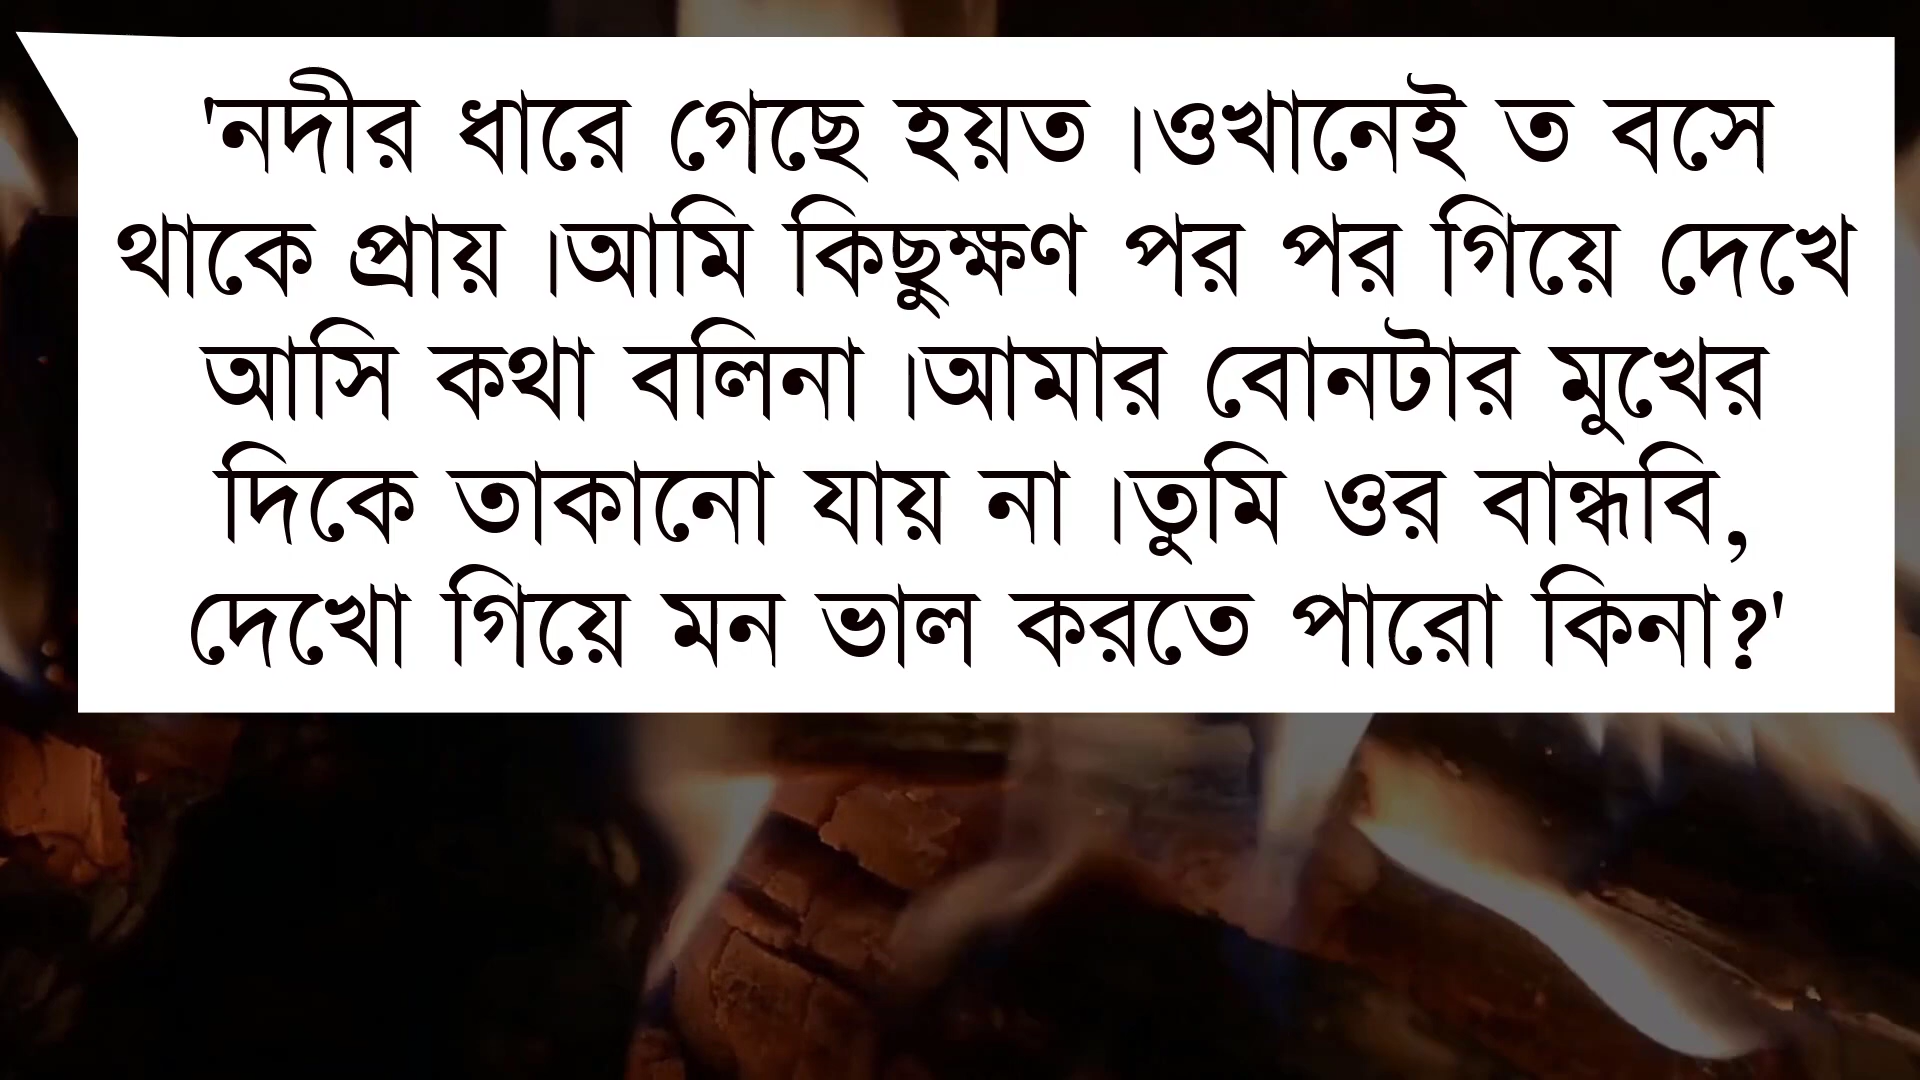 'নদীর ধারে গেছে হয়ত ।ওখানেই ত বসে
থাকে প্রায় ।আমি কিছুক্ষণ পর পর গিয়ে দেখে
আসি কথা বলিনা ।আমার বোনটার মুখের
দিকে তাকানো যায় না ।তুমি ওর বান্ধবি,
দেখো গিয়ে মন ভাল করতে পারো কিনা?'